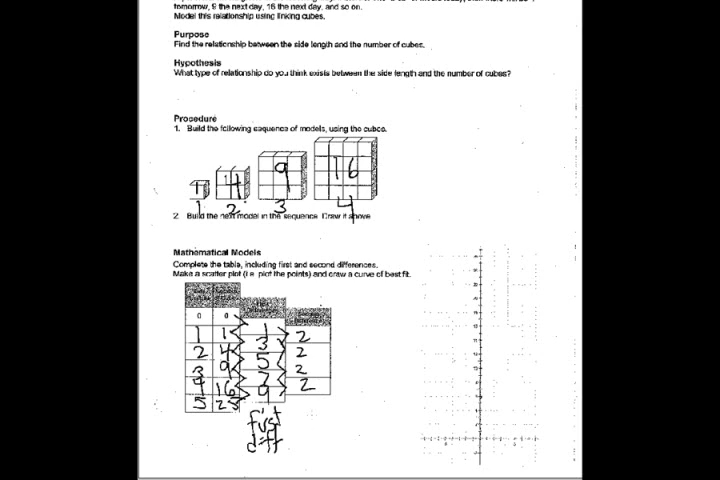 tomorrow, 9 the next day, 16 the next day, and so on.
Model this relationship using linking cubes.
Purpose
Find the relationship between the side length and the number of cubes.
Hypothesis
What type of relationship do you think exists between the side length and the number of cubes?
Procedure
1. Build the following sequence of models, using the cubes.
1 4 9 16
1 2 3 4
2. Build the next model in the sequence. Draw it above
Mathematical Models
Complete the table, including first and second differences.
Make a scatter plot (i.e. plot the points) and draw a curve of best fit.
0 0
1 1 1 2
2 4 3 2
3 9 5 2
4 16 7 2
5 25 9
first
diff